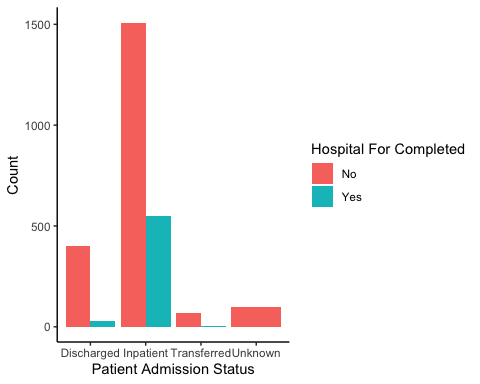 1500
1000
500
0
Count
Discharged Inpatient Transferred Unknown
Patient Admission Status
Hospital For Completed
No
Yes